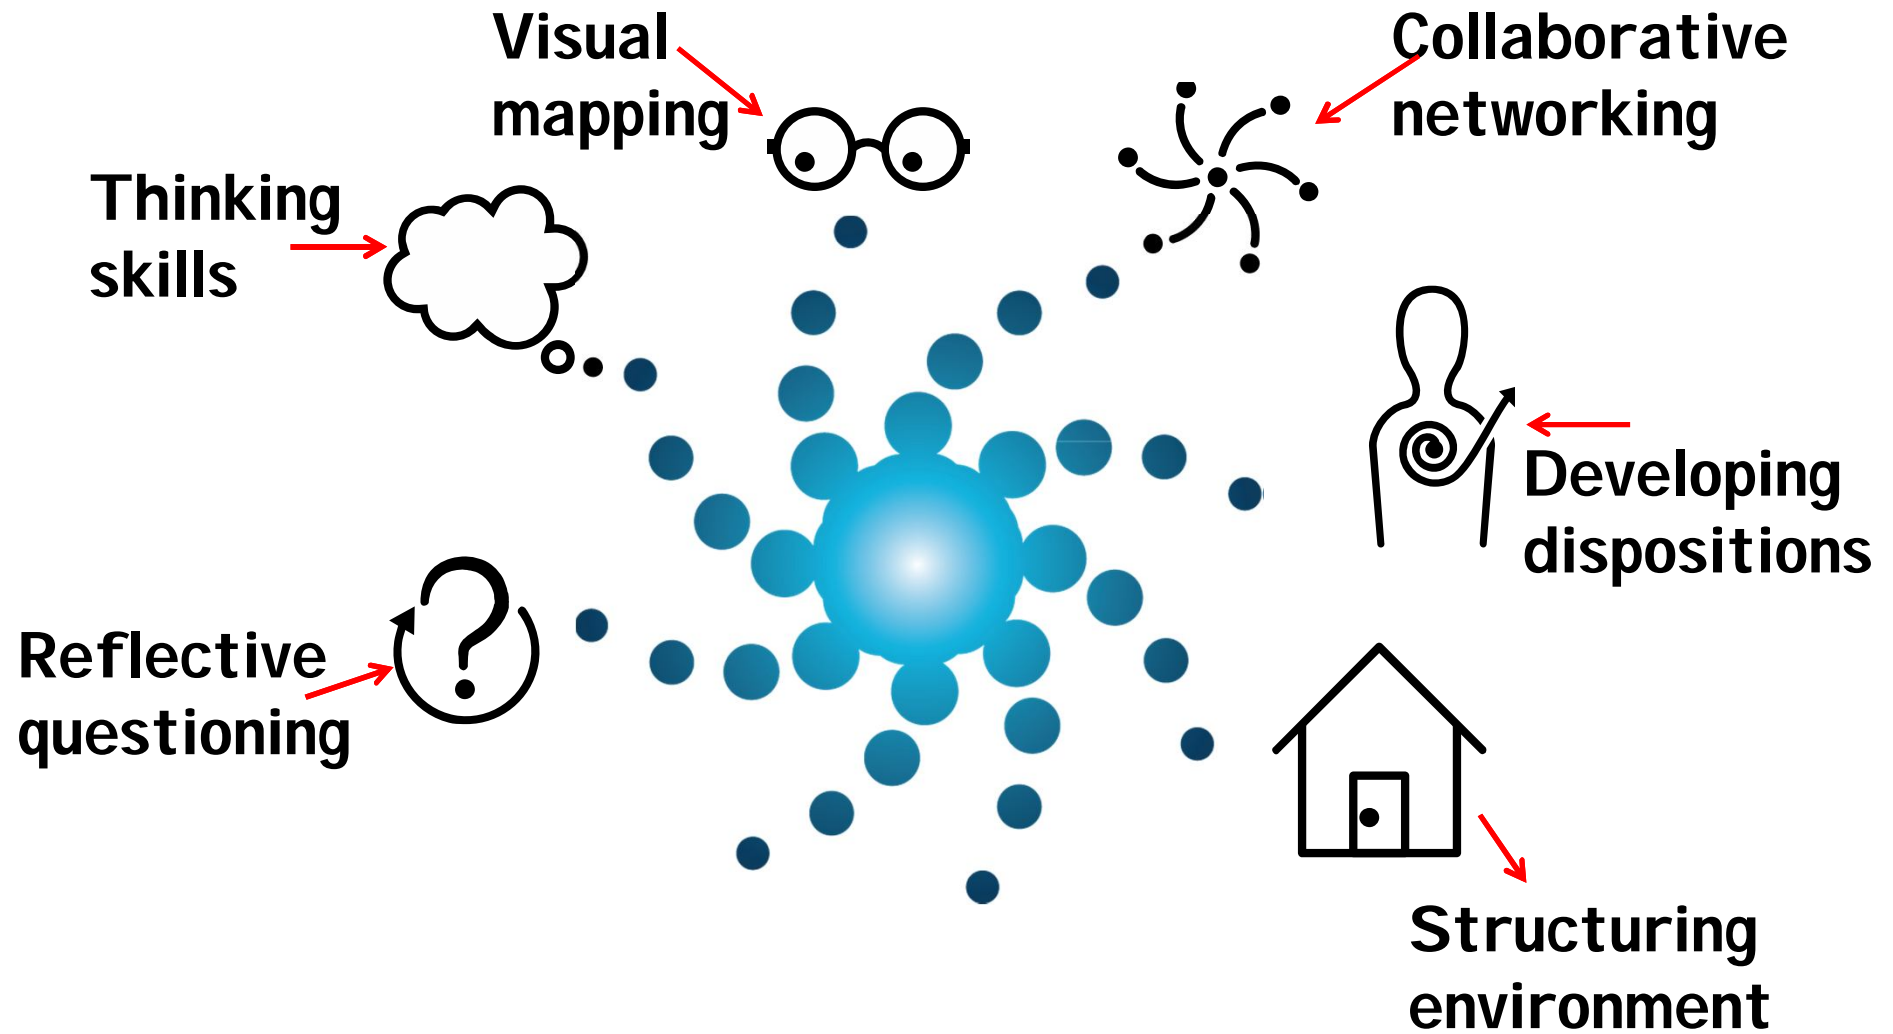 Visual
mapping
Collaborative
networking
Thinking
skills
Developing
dispositions
Reflective
questioning
Structuring
environment